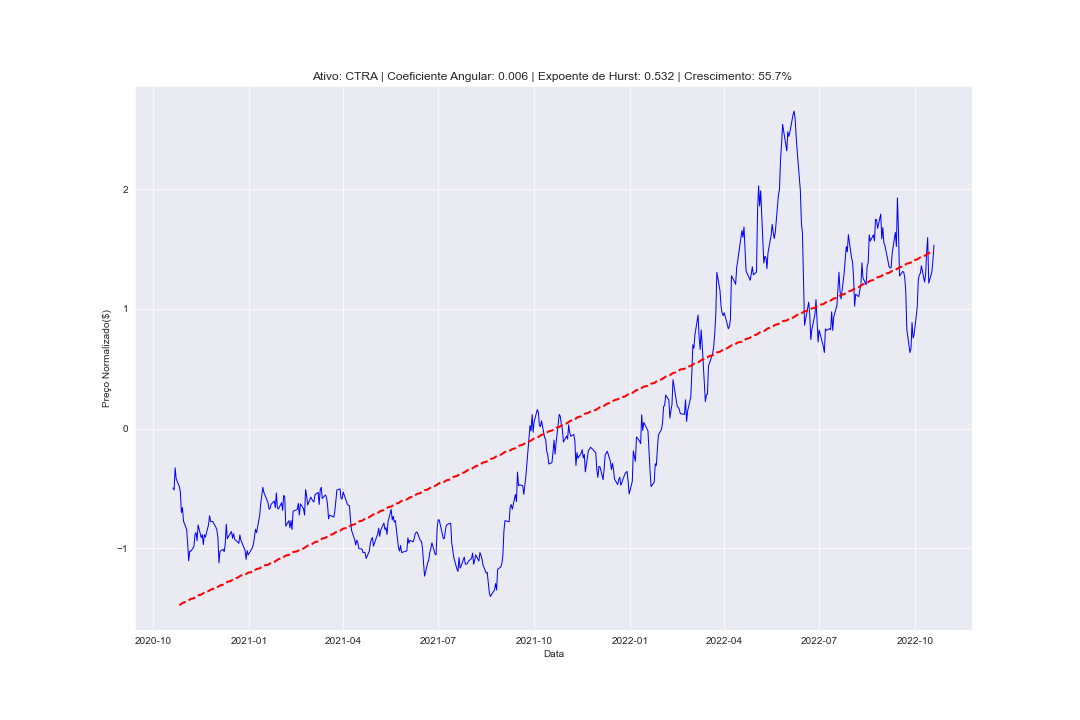 Ativo: CTRA | Coeficiente Angular: 0.006 | Expoente de Hurst: 0.532 | Crescimento: 55.7%
Preço Normalizado($)
2
1
0
−1
2020-10 2021-01 2021-04 2021-07 2021-10 2022-01 2022-04 2022-07 2022-10
Data